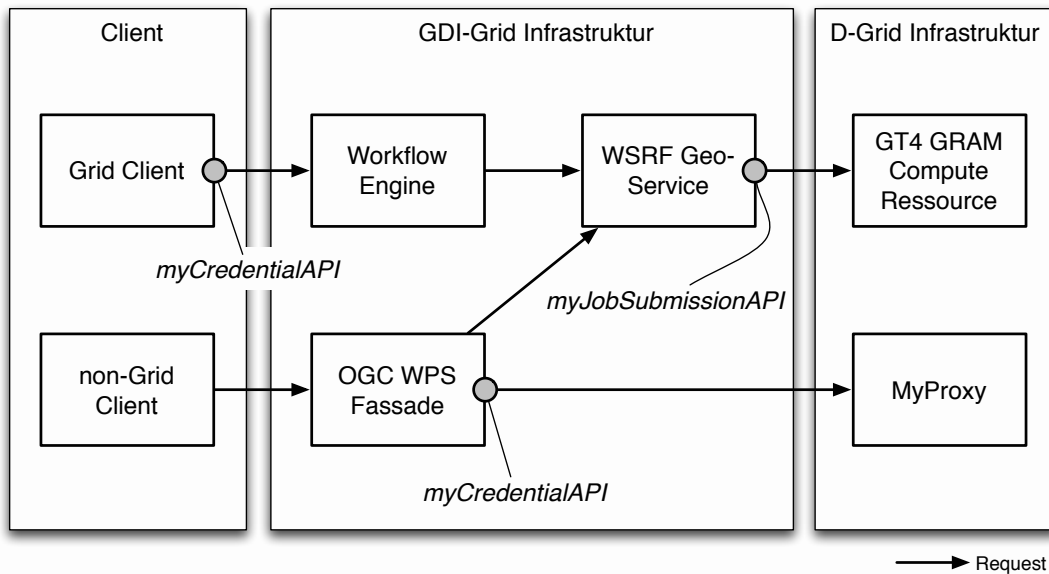 Client
GDI-Grid Infrastruktur
D-Grid Infrastruktur
Grid Client
Workflow
Engine
WSRF Geo-
Service
GT4 GRAM
Compute
Ressource
myCredentialAPI
myJobSubmissionAPI
non-Grid
Client
OGC WPS
Fassade
MyProxy
myCredentialAPI
Request